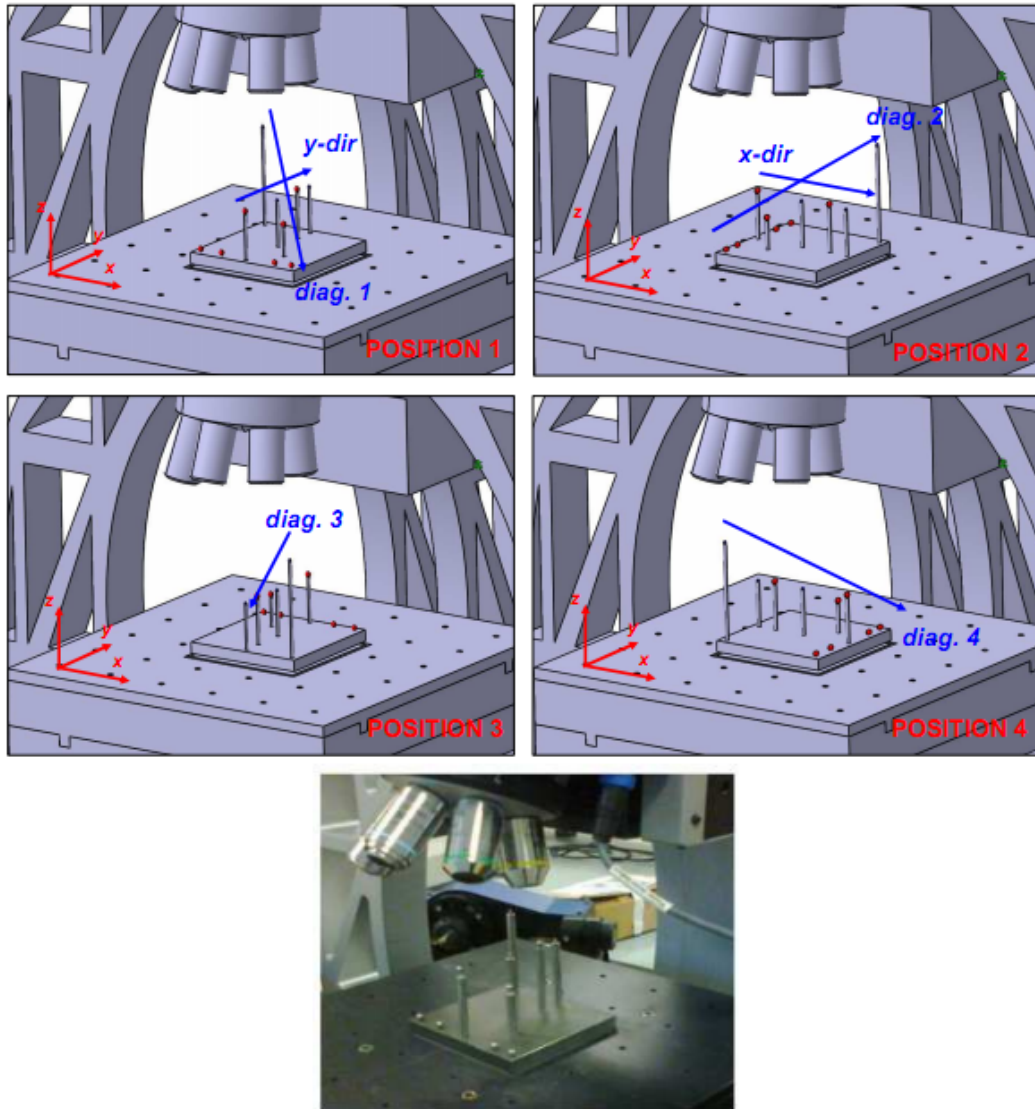 y-dir
z
y
x
diag. 1
POSITION 1
diag. 2
x-dir
z
y
x
POSITION 2
diag. 3
z
y
x
POSITION 3
z
y
x
diag. 4
POSITION 4